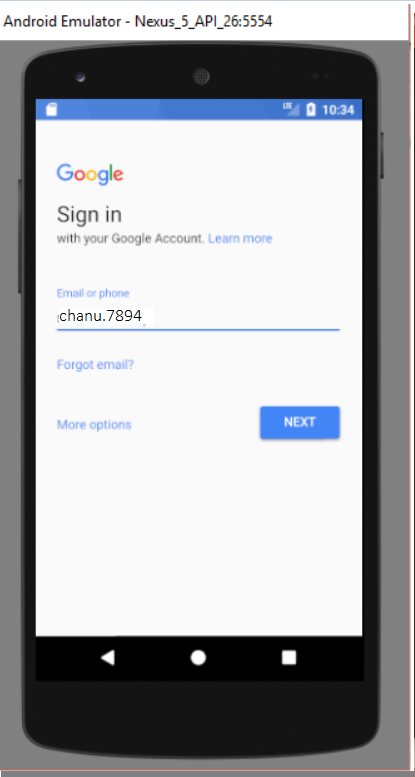 Android Emulator - Nexus_5_API_26:5554
LTE 10:34
Google
Sign in
with your Google Account. Learn more
Email or phone
chanu.7894
Forgot email?
More options
NEXT